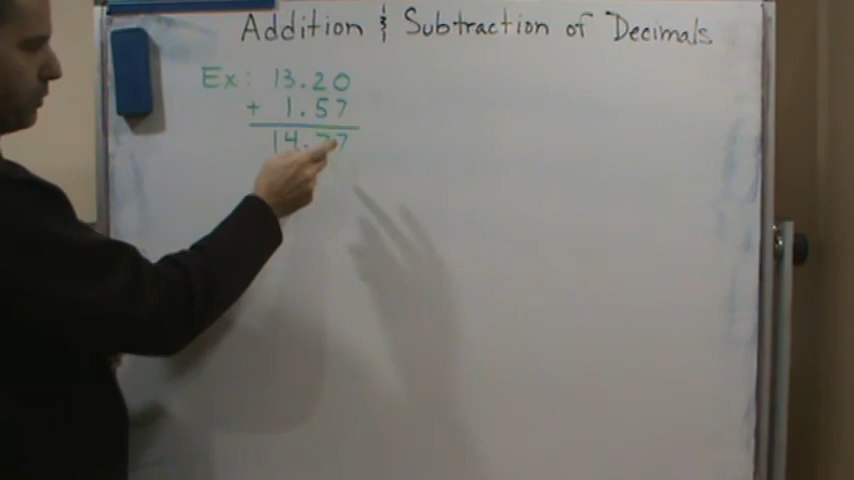 Addition & Subtraction of Decimals
Ex: 13.20
+ 1.57
14.77